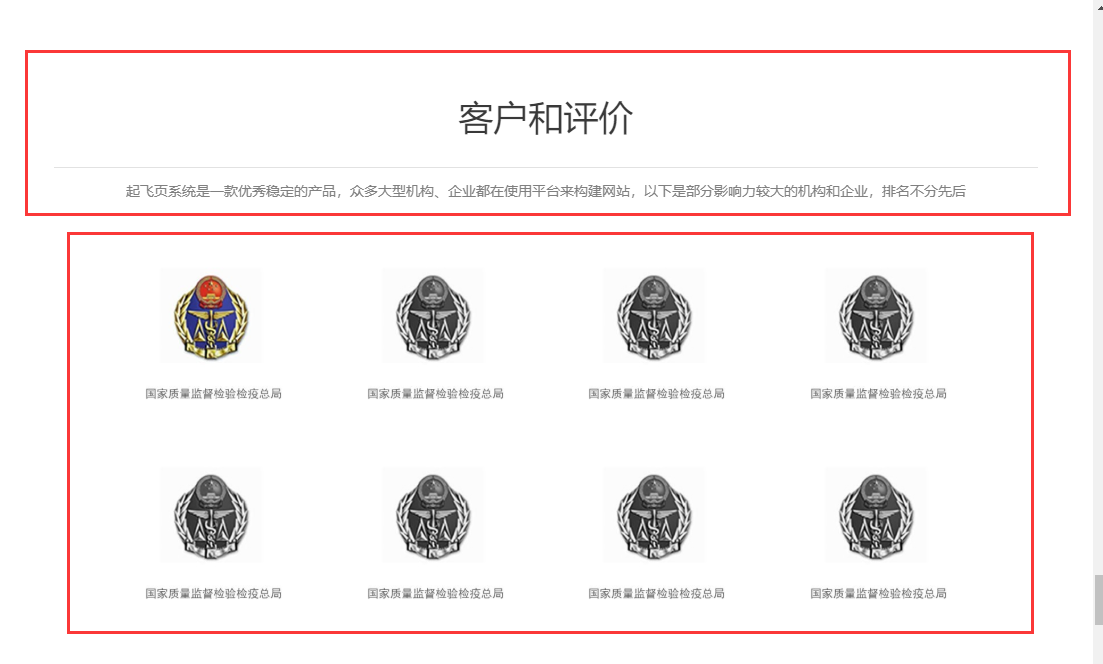 客户和评价
起飞页系统是一款优秀稳定的产品，众多大型机构、企业都在使用平台来构建网站，以下是部分影响力较大的机构和企业，排名不分先后
国家质量监督检验检疫总局 国家质量监督检验检疫总局 国家质量监督检验检疫总局 国家质量监督检验检疫总局
国家质量监督检验检疫总局 国家质量监督检验检疫总局 国家质量监督检验检疫总局 国家质量监督检验检疫总局